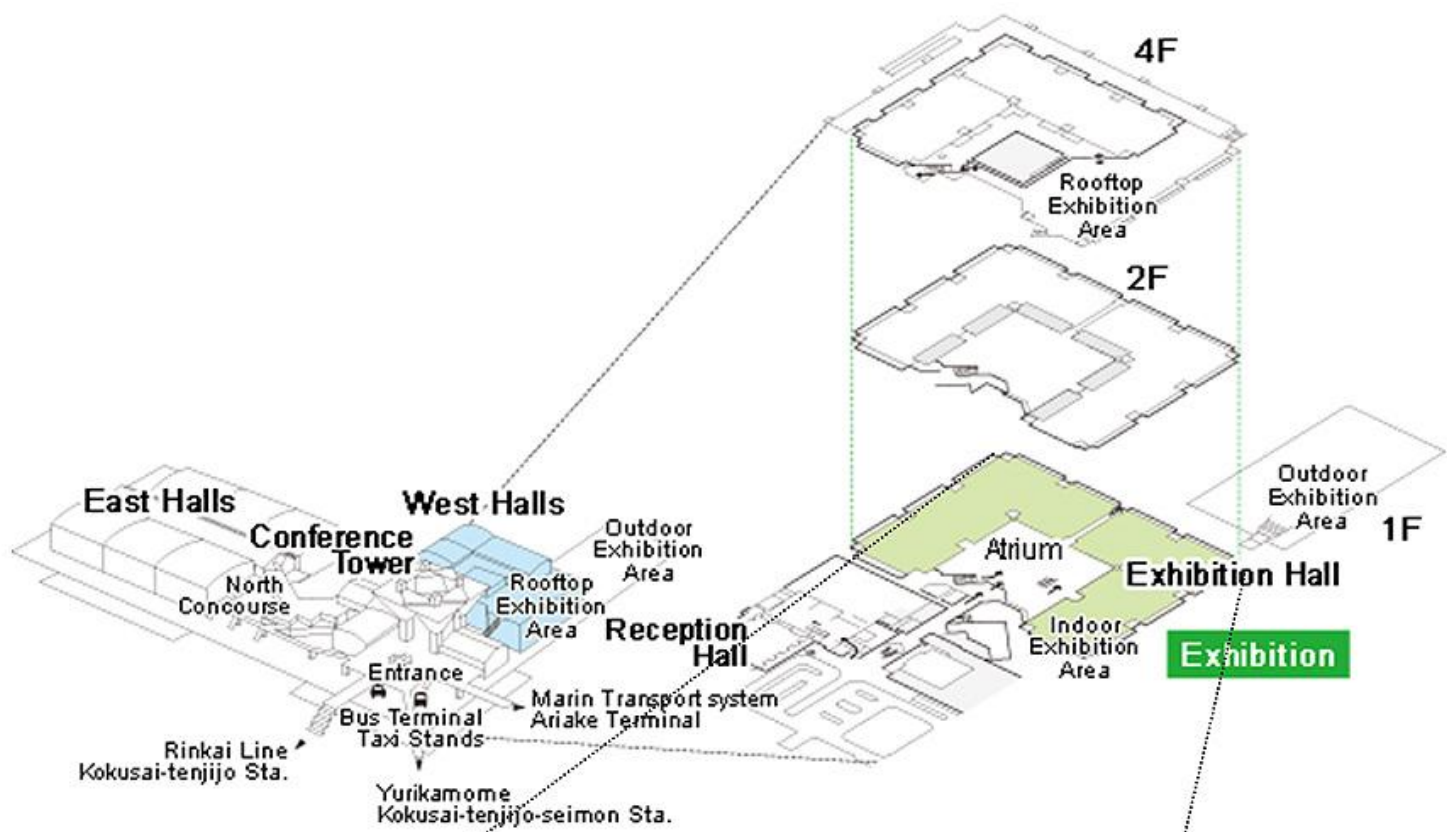 4F
Rooftop
Exhibition
Area
2F
East Halls
West Halls
Conference
Tower
Outdoor
Exhibition
Area
North
Concourse
Rooftop
Exhibition
Area
Entrance
Bus Terminal
Taxi Stands
Marin Transport system
Ariake Terminal
Rinkai Line
Kokusai-tenjijo Sta.
Yurikamome
Kokusai-tenjijo-seimon Sta.
Outdoor
Exhibition
Area
1F
Atrium
Exhibition Hall
Reception
Hall
Indoor
Exhibition
Area
Exhibition